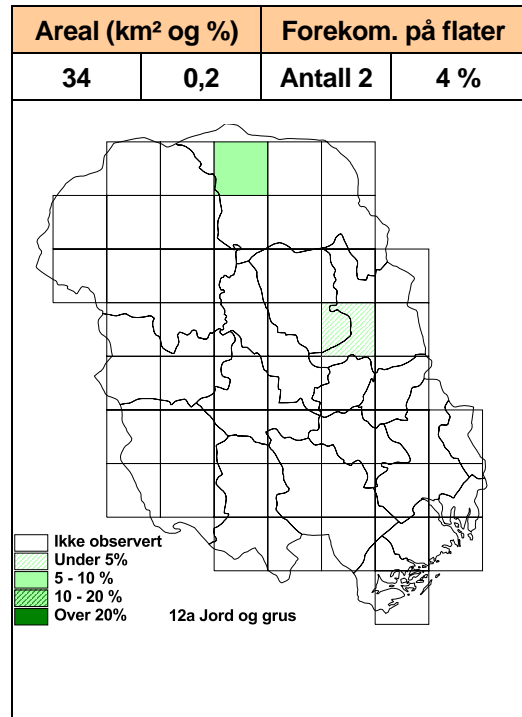 Areal (km² og %) Forekom. på flater
34 0,2 Antall 2 4 %
Ikke observert
Under 5%
5 - 10 %
10 - 20 %
Over 20% 12a Jord og grus